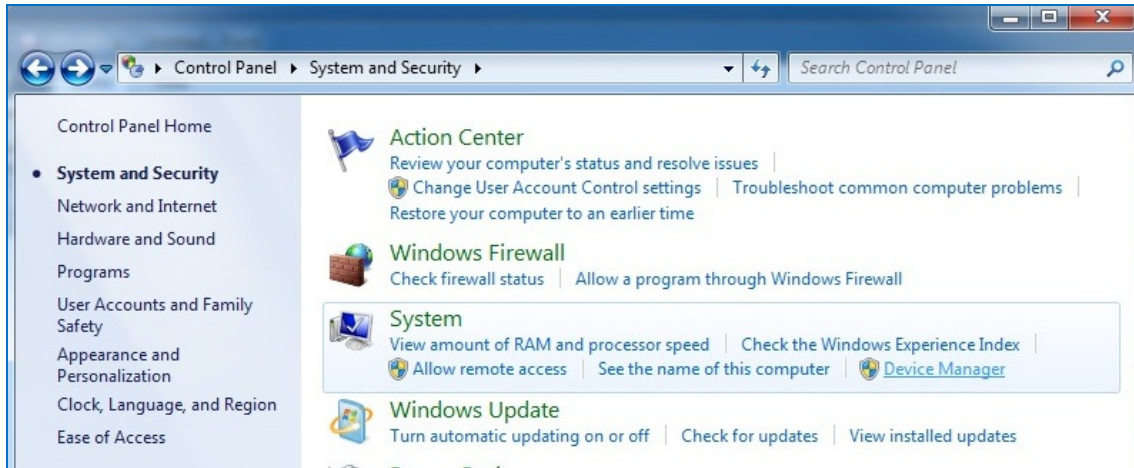 Control Panel System and Security
Search Control Panel
Control Panel Home
System and Security
Network and Internet
Hardware and Sound
Programs
User Accounts and Family
Safety
Appearance and
Personalization
Clock, Language, and Region
Ease of Access
Action Center
Review your computer's status and resolve issues
Change User Account Control settings Troubleshoot common computer problems
Restore your computer to an earlier time
Windows Firewall
Check firewall status Allow a program through Windows Firewall
System
View amount of RAM and processor speed Check the Windows Experience Index
Allow remote access See the name of this computer Device Manager
Windows Update
Turn automatic updating on or off Check for updates View installed updates